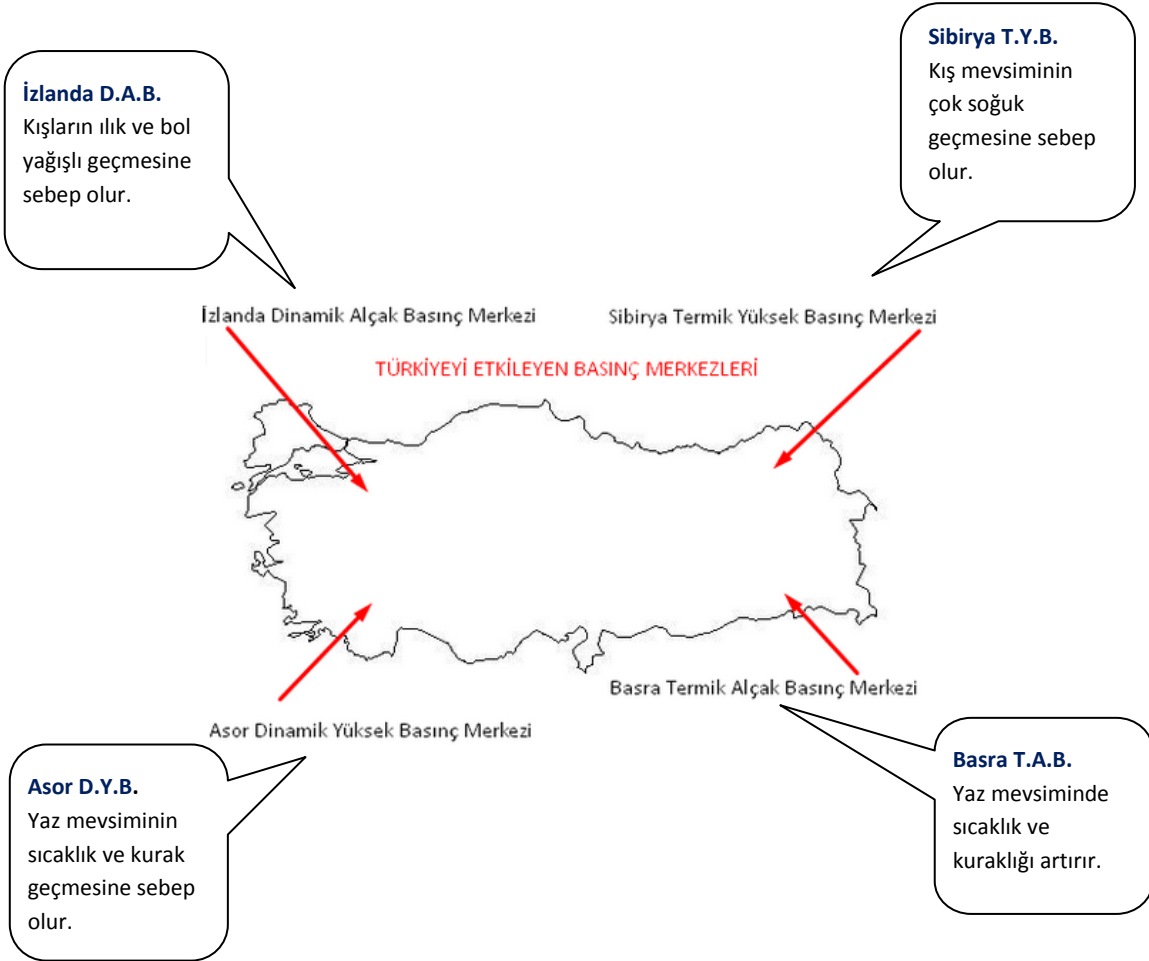 İzlanda D.A.B.
Kışların ılık ve bol
yağışlı geçmesine
sebep olur.
Sibirya T.Y.B.
Kış mevsiminin
çok soğuk
geçmesine sebep
olur.
İzlanda Dinamik Alçak Basınç Merkezi
Sibirya Termik Yüksek Basınç Merkezi
TÜRKİYEYİ ETKİLEYEN BASINÇ MERKEZLERİ
Basra Termik Alçak Basınç Merkezi
Asor Dinamik Yüksek Basınç Merkezi
Asor D.Y.B.
Yaz mevsiminin
sıcaklık ve kurak
geçmesine sebep
olur.
Basra T.A.B.
Yaz mevsiminde
sıcaklık ve
kuraklığı artırır.